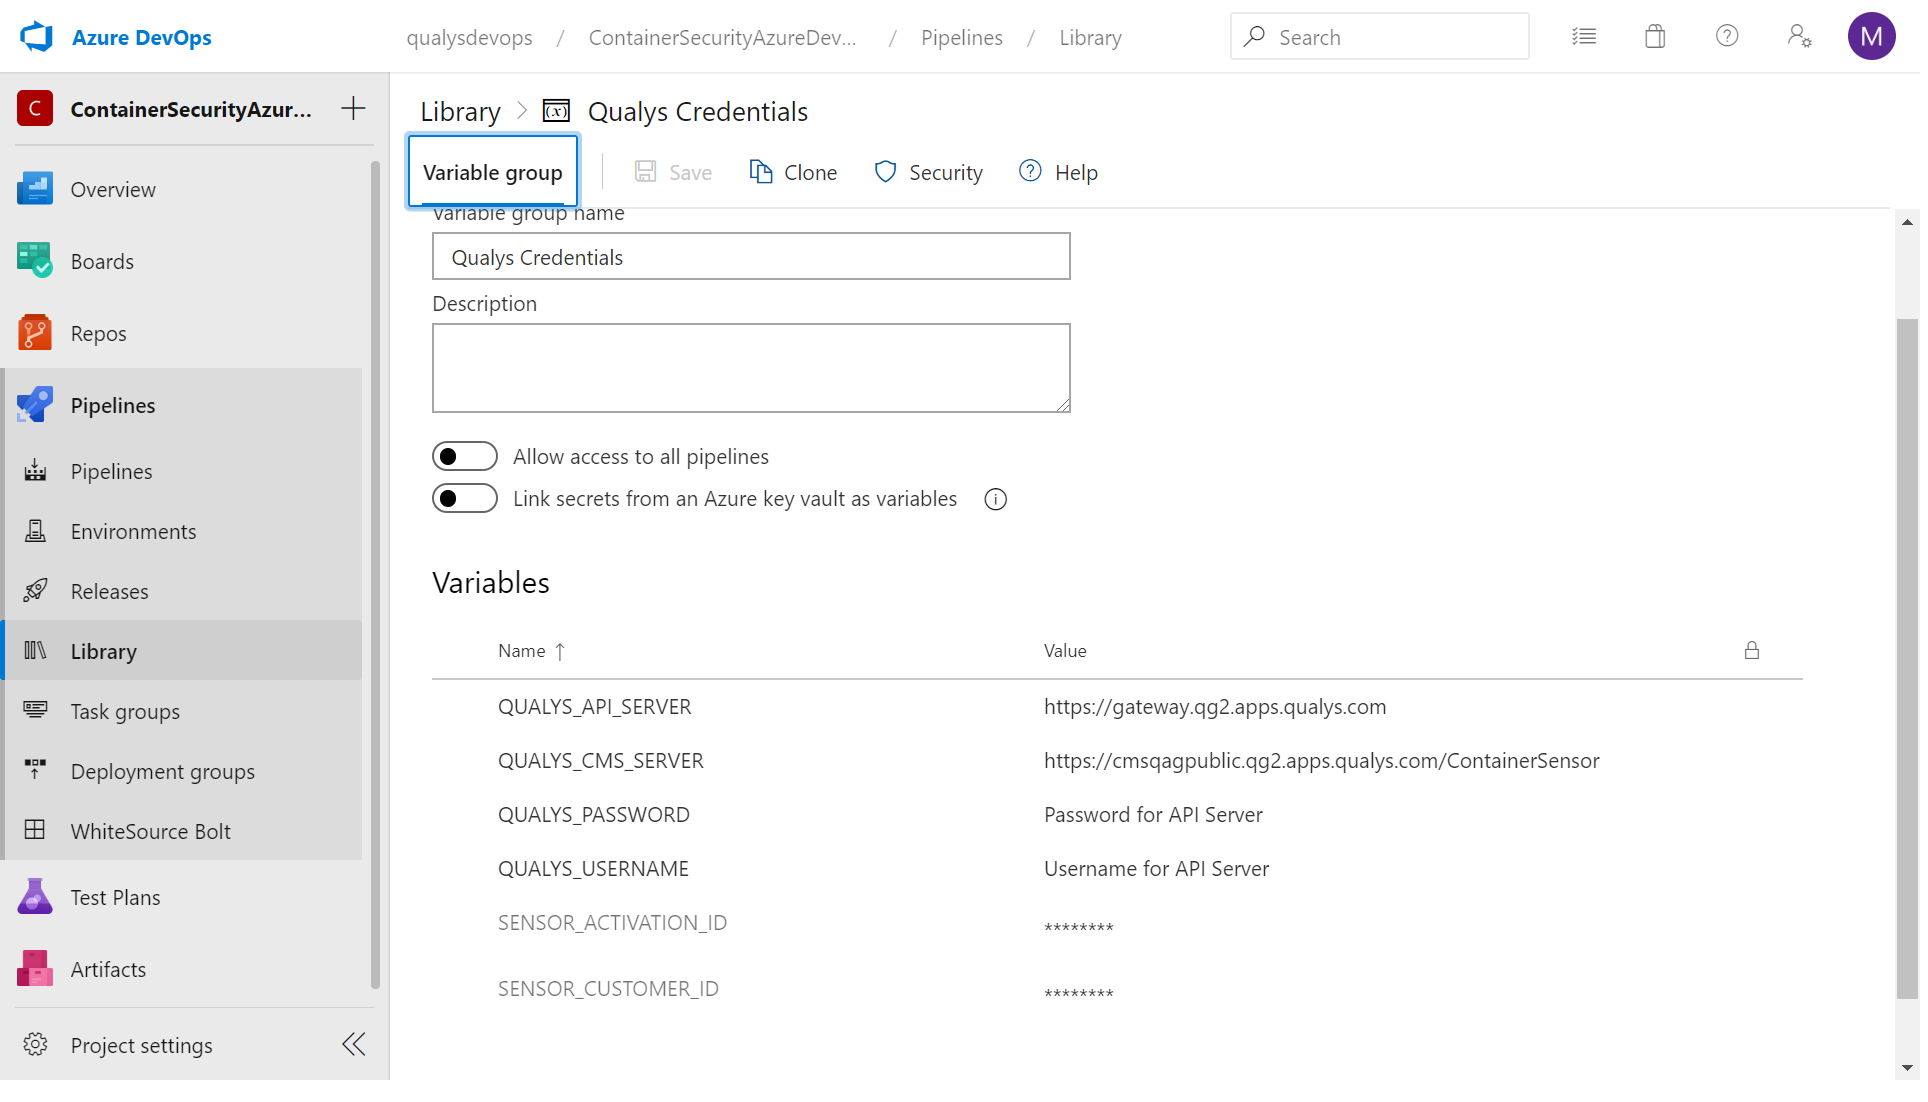 Azure DevOps
qualysdevops / ContainerSecurityAzureDev... / Pipelines / Library
Search
M
C ContainerSecurityAzur...
Overview
Boards
Repos
Pipelines
Pipelines
Environments
Releases
Library
Task groups
Deployment groups
WhiteSource Bolt
Test Plans
Artifacts
Project settings
Library > (x) Qualys Credentials
Variable group Save Clone Security Help
Variable group name
Qualys Credentials
Description
Allow access to all pipelines
Link secrets from an Azure key vault as variables
Variables
Name ↑ Value
QUALYS_API_SERVER https://gateway.qg2.apps.qualys.com
QUALYS_CMS_SERVER https://cmsqagpublic.qg2.apps.qualys.com/ContainerSensor
QUALYS_PASSWORD Password for API Server
QUALYS_USERNAME Username for API Server
SENSOR_ACTIVATION_ID ********
SENSOR_CUSTOMER_ID ********